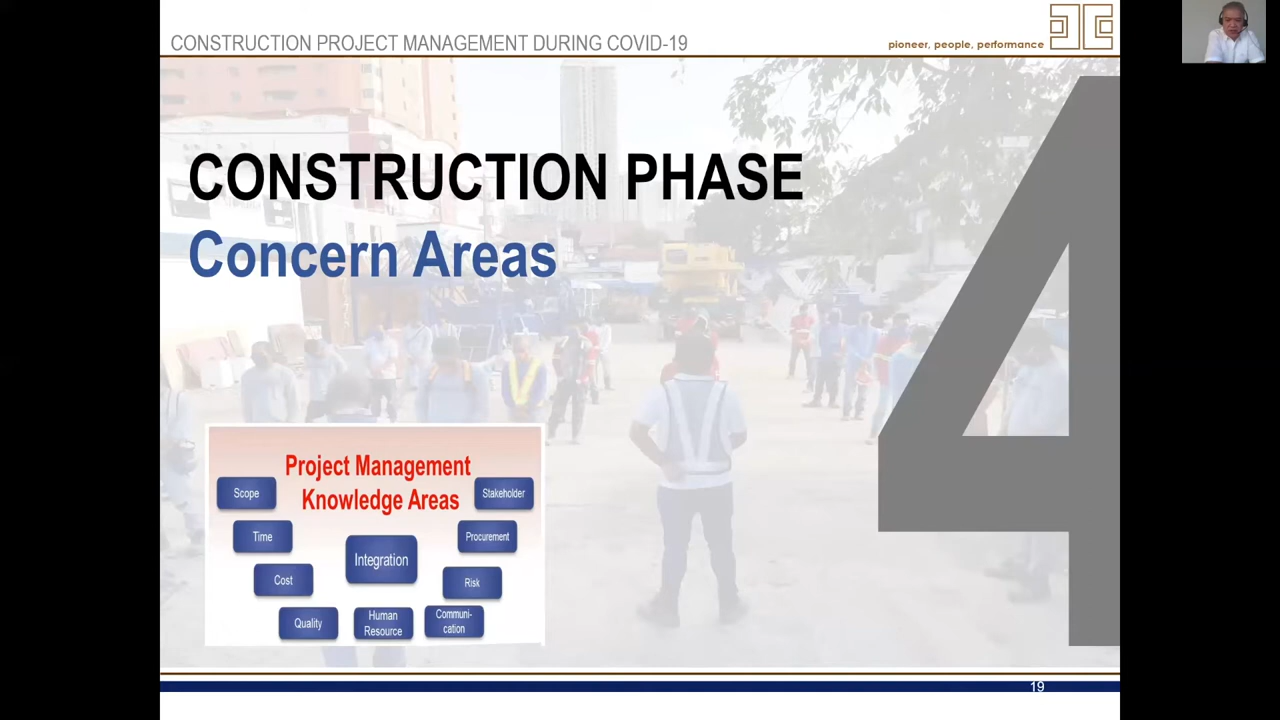 CONSTRUCTION PROJECT MANAGEMENT DURING COVID-19
pioneer, people, performance
CONSTRUCTION PHASE
Concern Areas
4
Project Management
Knowledge Areas
Scope
Stakeholder
Time
Procurement
Integration
Cost
Risk
Quality
Human
Resource
Communi-
cation
19